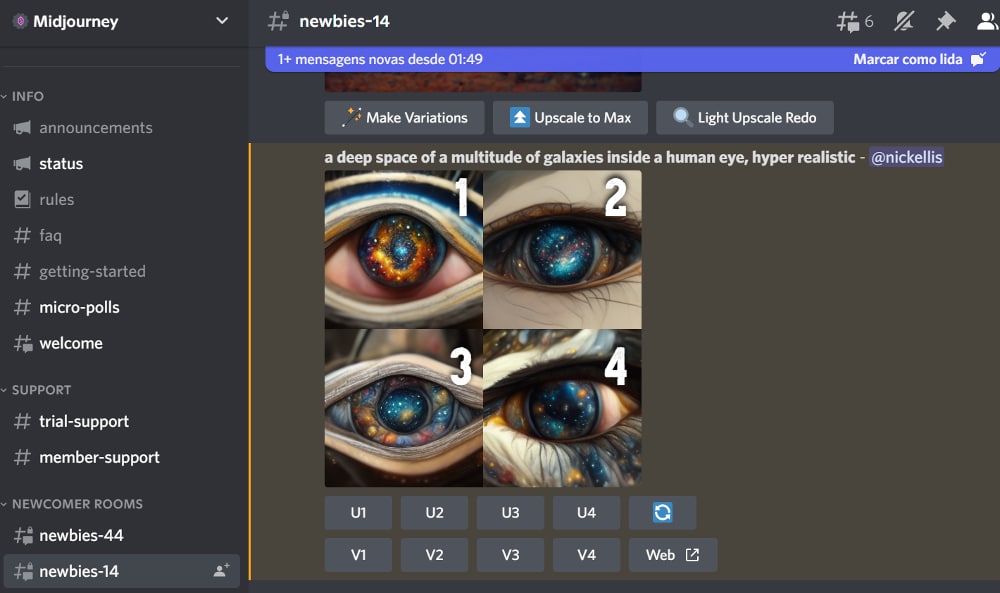 Midjourney
INFO
announcements
status
rules
faq
getting-started
micro-polls
welcome
SUPPORT
trial-support
member-support
NEWCOMER ROOMS
newbies-44
newbies-14
newbies-14
6
1+ mensagens novas desde 01:49
Marcar como lida
Make Variations
Upscale to Max
Light Upscale Redo
a deep space of a multitude of galaxies inside a human eye, hyper realistic - @nickellis
1
2
3
4
U1
U2
U3
U4
V1
V2
V3
V4
Web